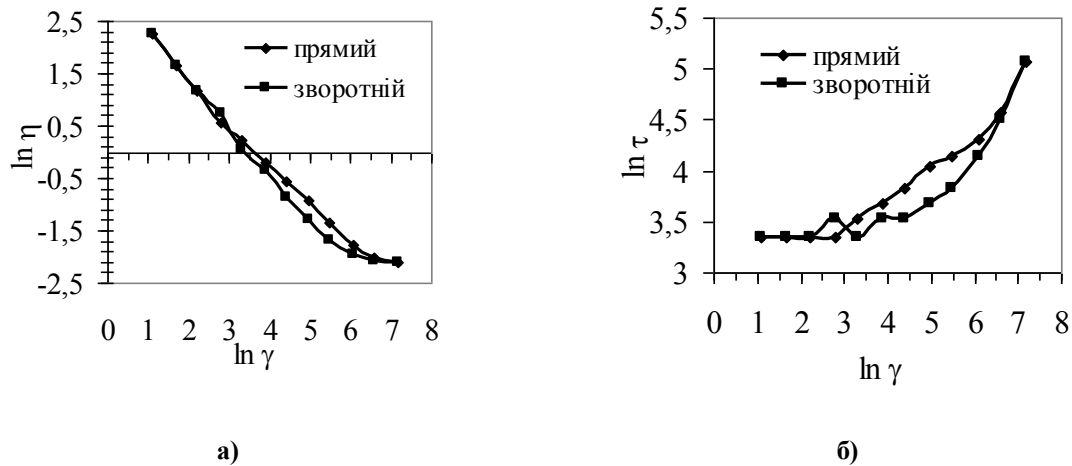 2,5
1,5
0,5
-0,5
-1,5
-2,5
ln η
прямий
зворотній
0 1 2 3 4 5 6 7 8
ln γ
а)
5,5
5
4,5
4
3,5
3
ln τ
прямий
зворотній
0 1 2 3 4 5 6 7 8
ln γ
б)